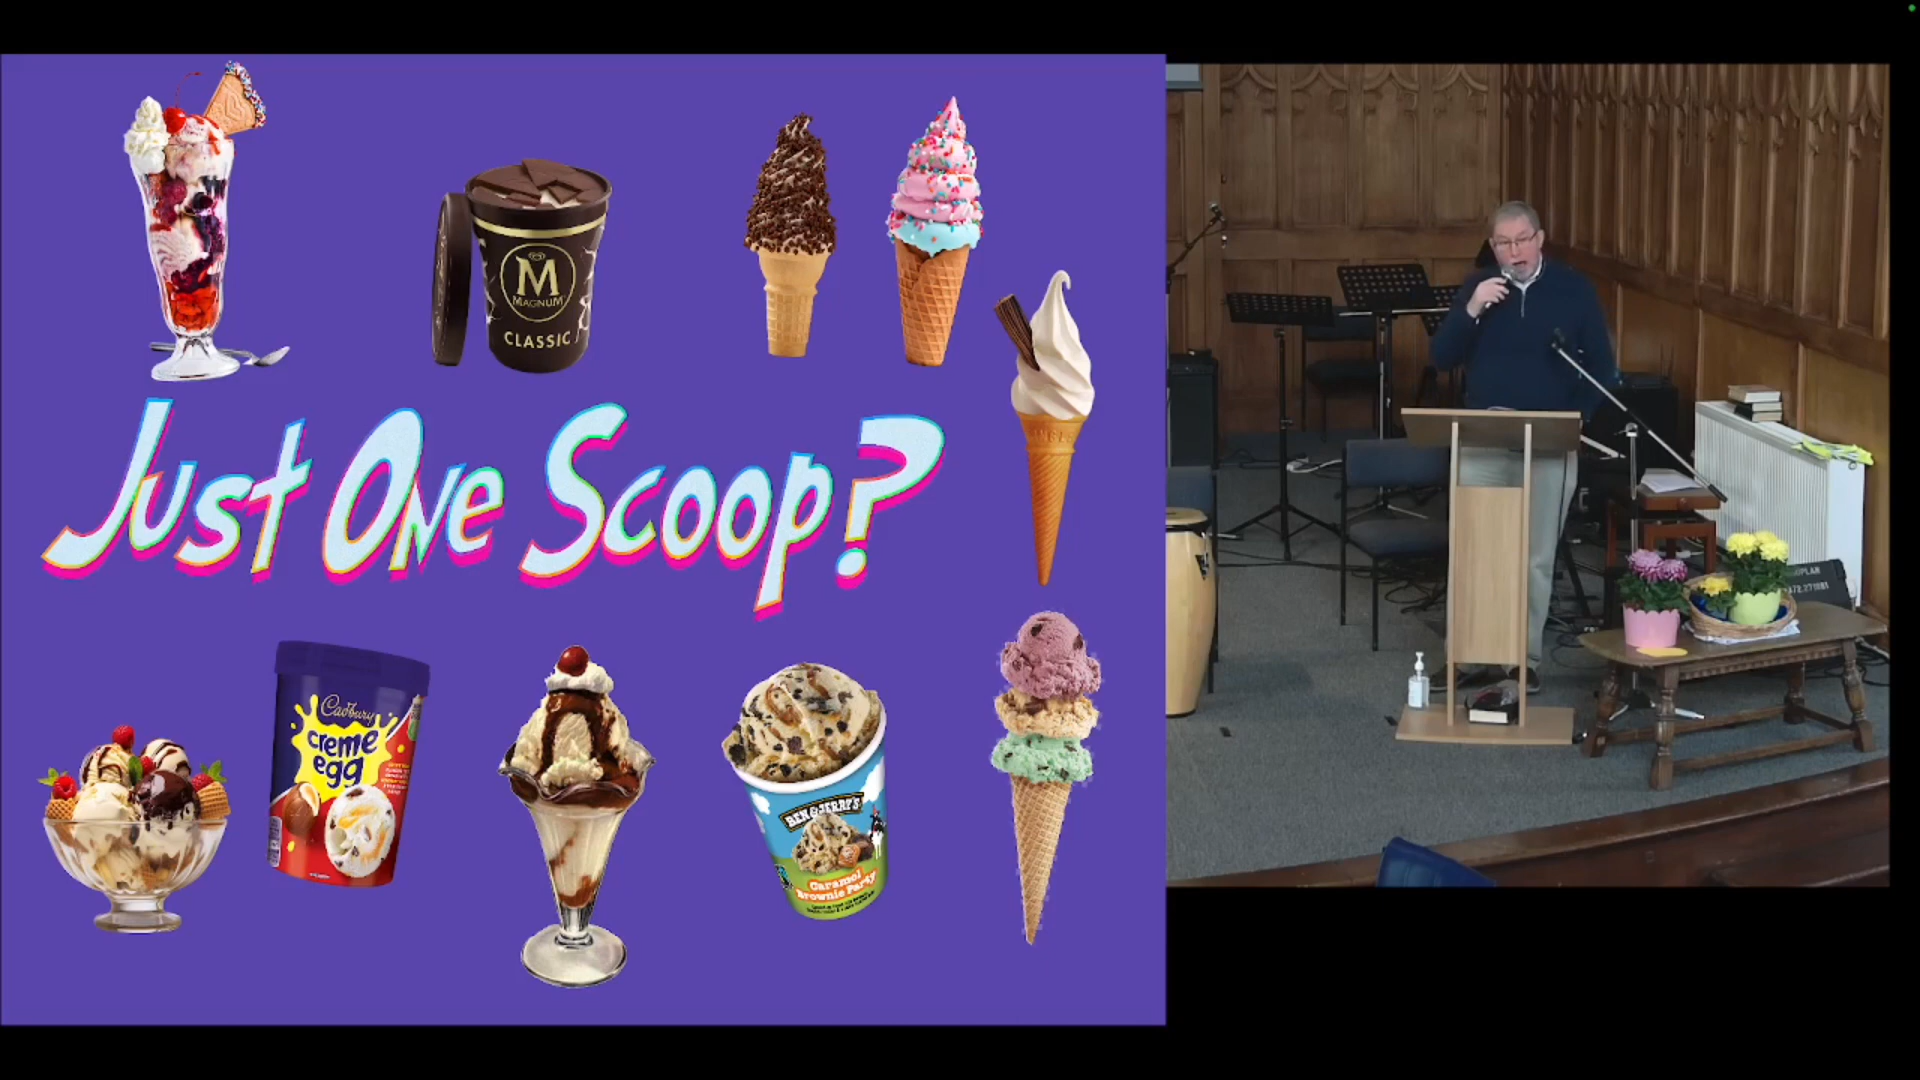 M
MAGNUM
CLASSIC
Just One Scoop?
Cadbury
creme
egg
BEN & JERRY'S
Caramel
Brownie Party